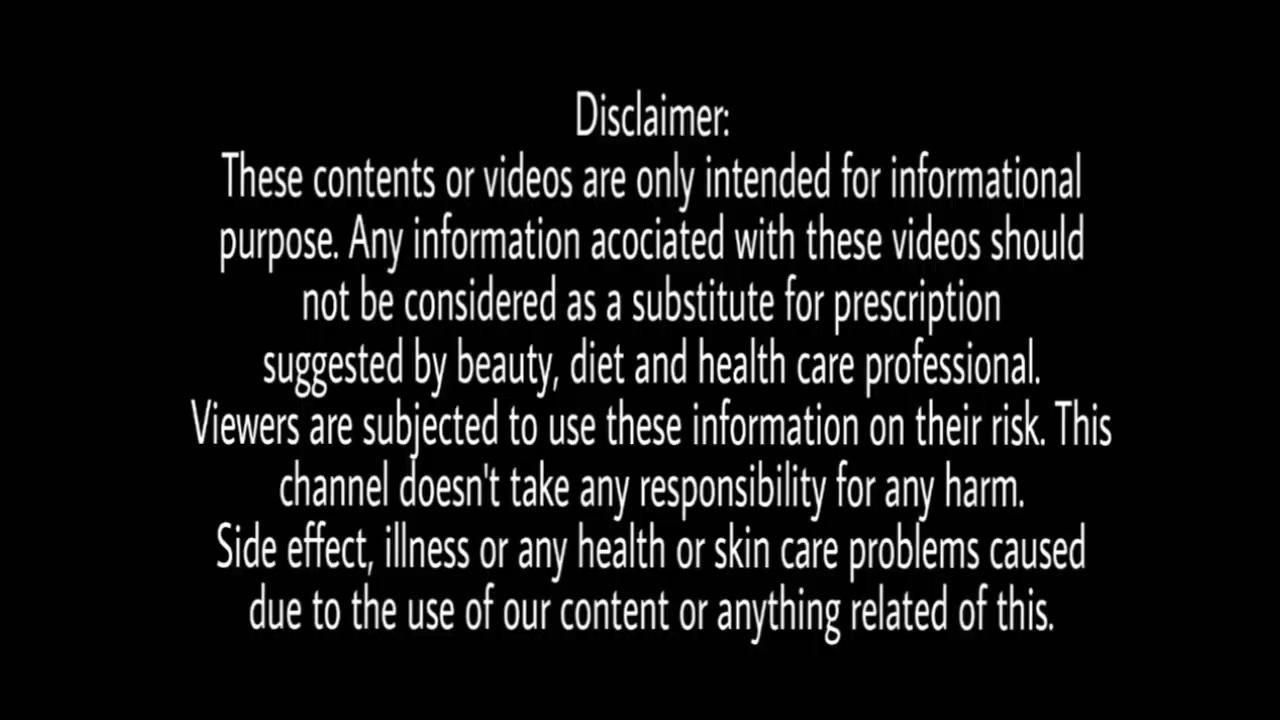 Disclaimer:
These contents or videos are only intended for informational
purpose. Any information acociated with these videos should
not be considered as a substitute for prescription
suggested by beauty, diet and health care professional.
Viewers are subjected to use these information on their risk. This
channel doesn't take any responsibility for any harm.
Side effect, illness or any health or skin care problems caused
due to the use of our content or anything related of this.